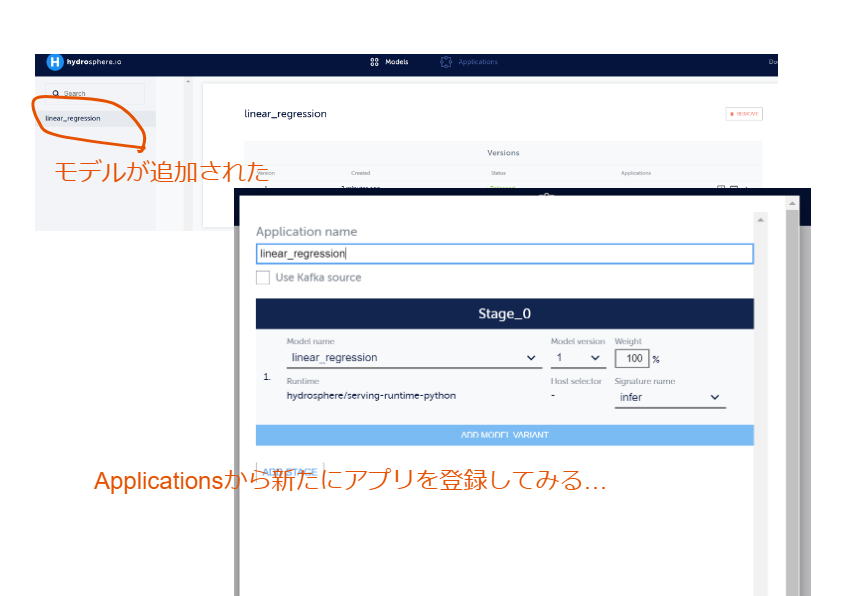 hydrosphere.io
Models
Applications
Search
linear_regression
linear_regression
REMOVE
モデルが追加された
Versions
Version
Created
Status
Applications
Application name
linear_regression
Use Kafka source
Stage_0
Model name
Model version
Weight
linear_regression
1
100 %
1.
Runtime
Host selector
Signature name
hydrosphere/serving-runtime-python
-
infer
ADD MODEL VARIANT
ADD STAGE
Applicationsから新たにアプリを登録してみる...